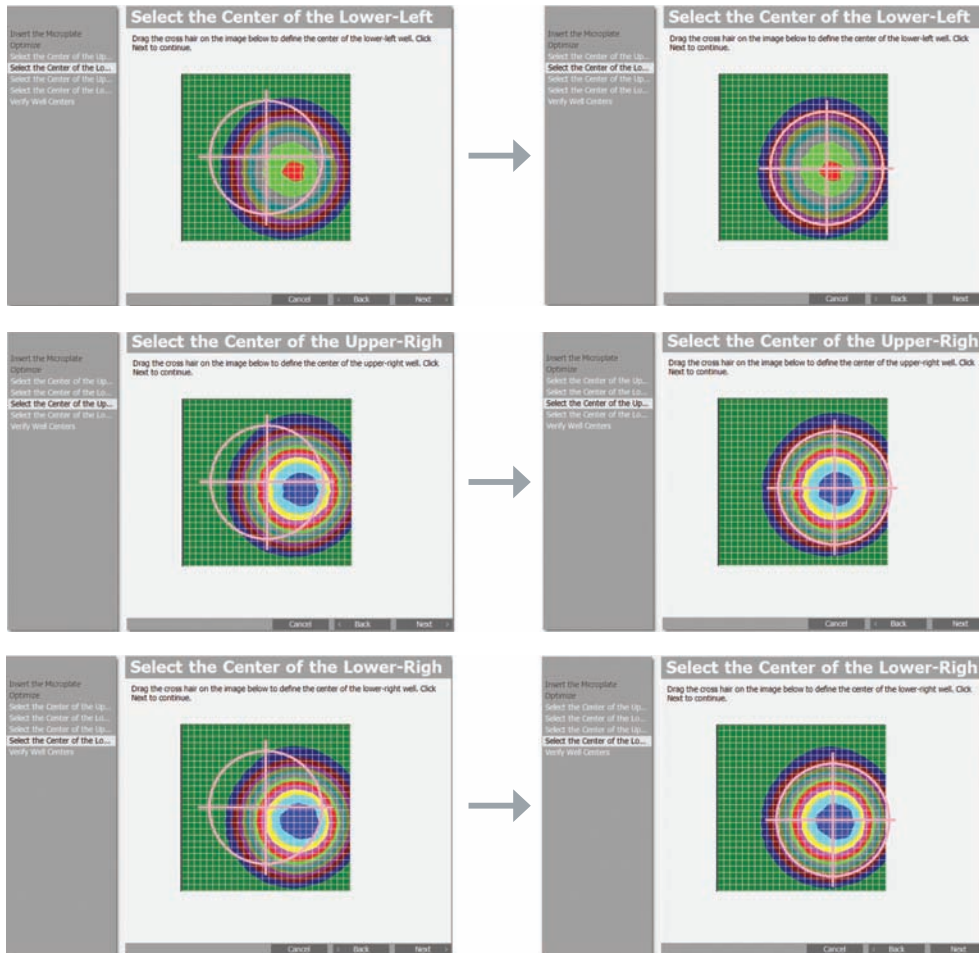 Select the Center of the Lower-Left
Insert the Microplate
Optimize
Select the Center of the Up...
Select the Center of the Lo...
Select the Center of the Up...
Select the Center of the Lo...
Verify Well Centers
Drag the cross hair on the image below to define the center of the lower-left well. Click
Next to continue.
Cancel
‹ Back
Next ›
Select the Center of the Lower-Left
Insert the Microplate
Optimize
Select the Center of the Up...
Select the Center of the Lo...
Select the Center of the Up...
Select the Center of the Lo...
Verify Well Centers
Drag the cross hair on the image below to define the center of the lower-left well. Click
Next to continue.
Cancel
‹ Back
Next
Select the Center of the Upper-Righ
Insert the Microplate
Optimize
Select the Center of the Up...
Select the Center of the Lo...
Select the Center of the Up...
Select the Center of the Lo...
Verify Well Centers
Drag the cross hair on the image below to define the center of the upper-right well. Click
Next to continue.
Cancel
‹ Back
Next ›
Select the Center of the Upper-Righ
Insert the Microplate
Optimize
Select the Center of the Up...
Select the Center of the Lo...
Select the Center of the Up...
Select the Center of the Lo...
Verify Well Centers
Drag the cross hair on the image below to define the center of the upper-right well. Click
Next to continue.
Cancel
‹ Back
Next
Select the Center of the Lower-Righ
Insert the Microplate
Optimize
Select the Center of the Up...
Select the Center of the Lo...
Select the Center of the Up...
Select the Center of the Lo...
Verify Well Centers
Drag the cross hair on the image below to define the center of the lower-right well. Click
Next to continue.
Cancel
‹ Back
Next ›
Select the Center of the Lower-Righ
Insert the Microplate
Optimize
Select the Center of the Up...
Select the Center of the Lo...
Select the Center of the Up...
Select the Center of the Lo...
Verify Well Centers
Drag the cross hair on the image below to define the center of the lower-right well. Click
Next to continue.
Cancel
‹ Back
Next